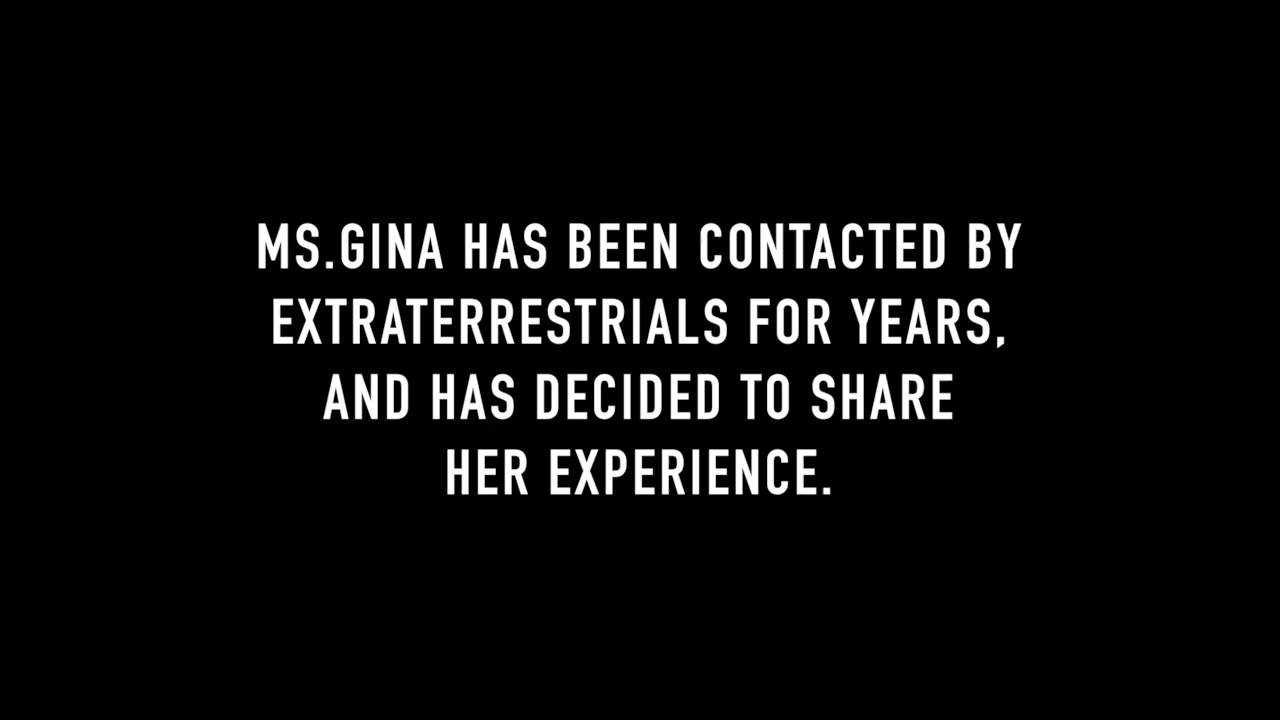 MS.GINA HAS BEEN CONTACTED BY
EXTRATERRESTRIALS FOR YEARS,
AND HAS DECIDED TO SHARE
HER EXPERIENCE.